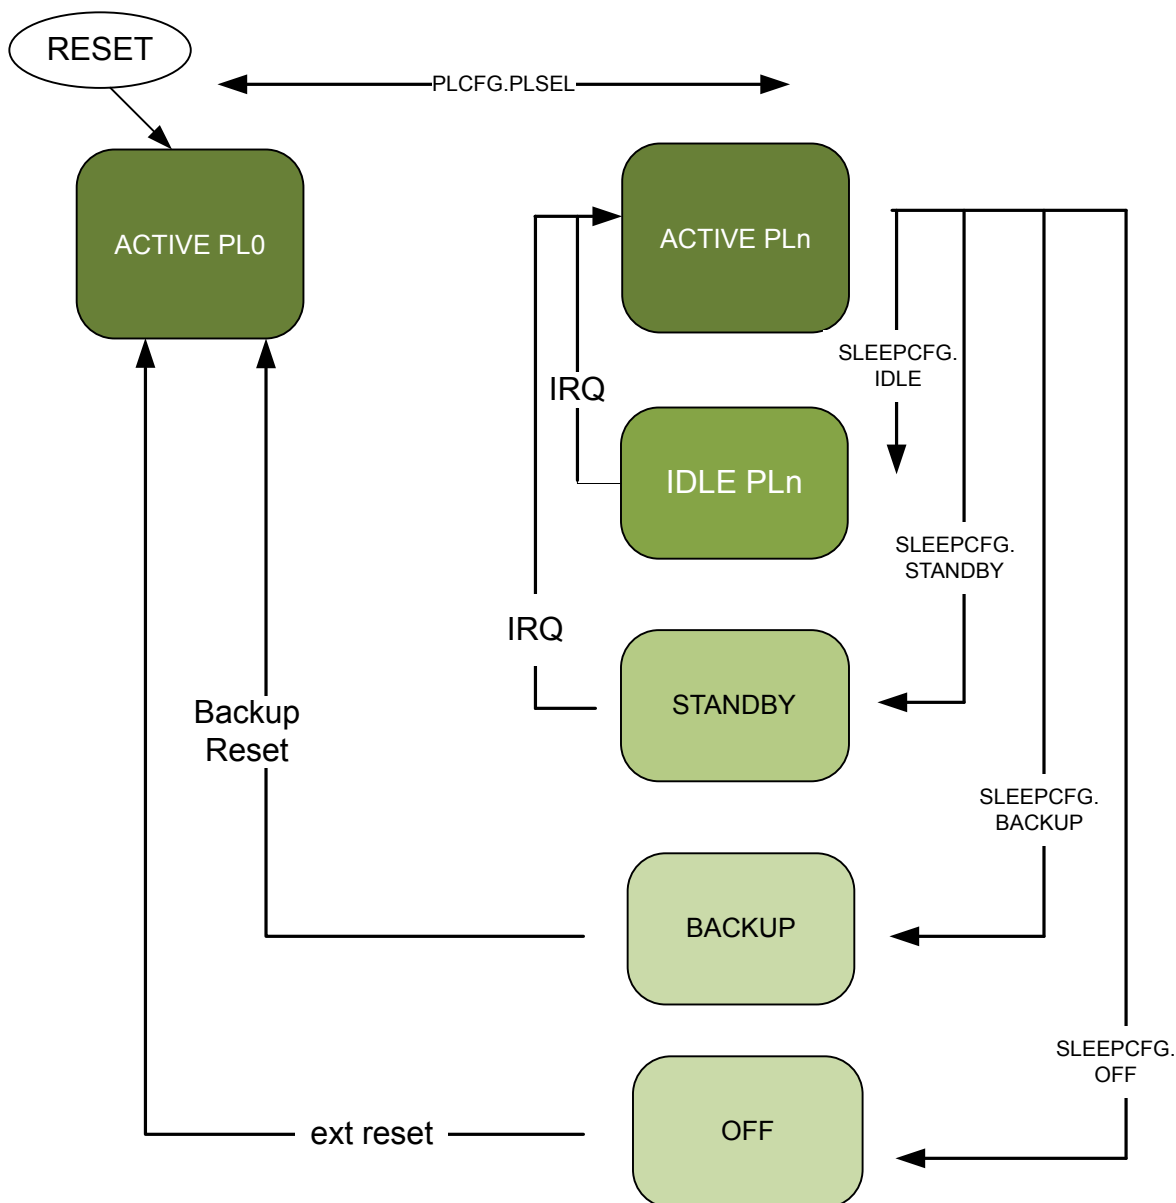 RESET
PLCFG.PLSEL
ACTIVE PL0
ACTIVE PLn
SLEEPCFG.
IDLE
IRQ
IDLE PLn
SLEEPCFG.
STANDBY
IRQ
STANDBY
Backup
Reset
SLEEPCFG.
BACKUP
BACKUP
SLEEPCFG.
OFF
ext reset
OFF